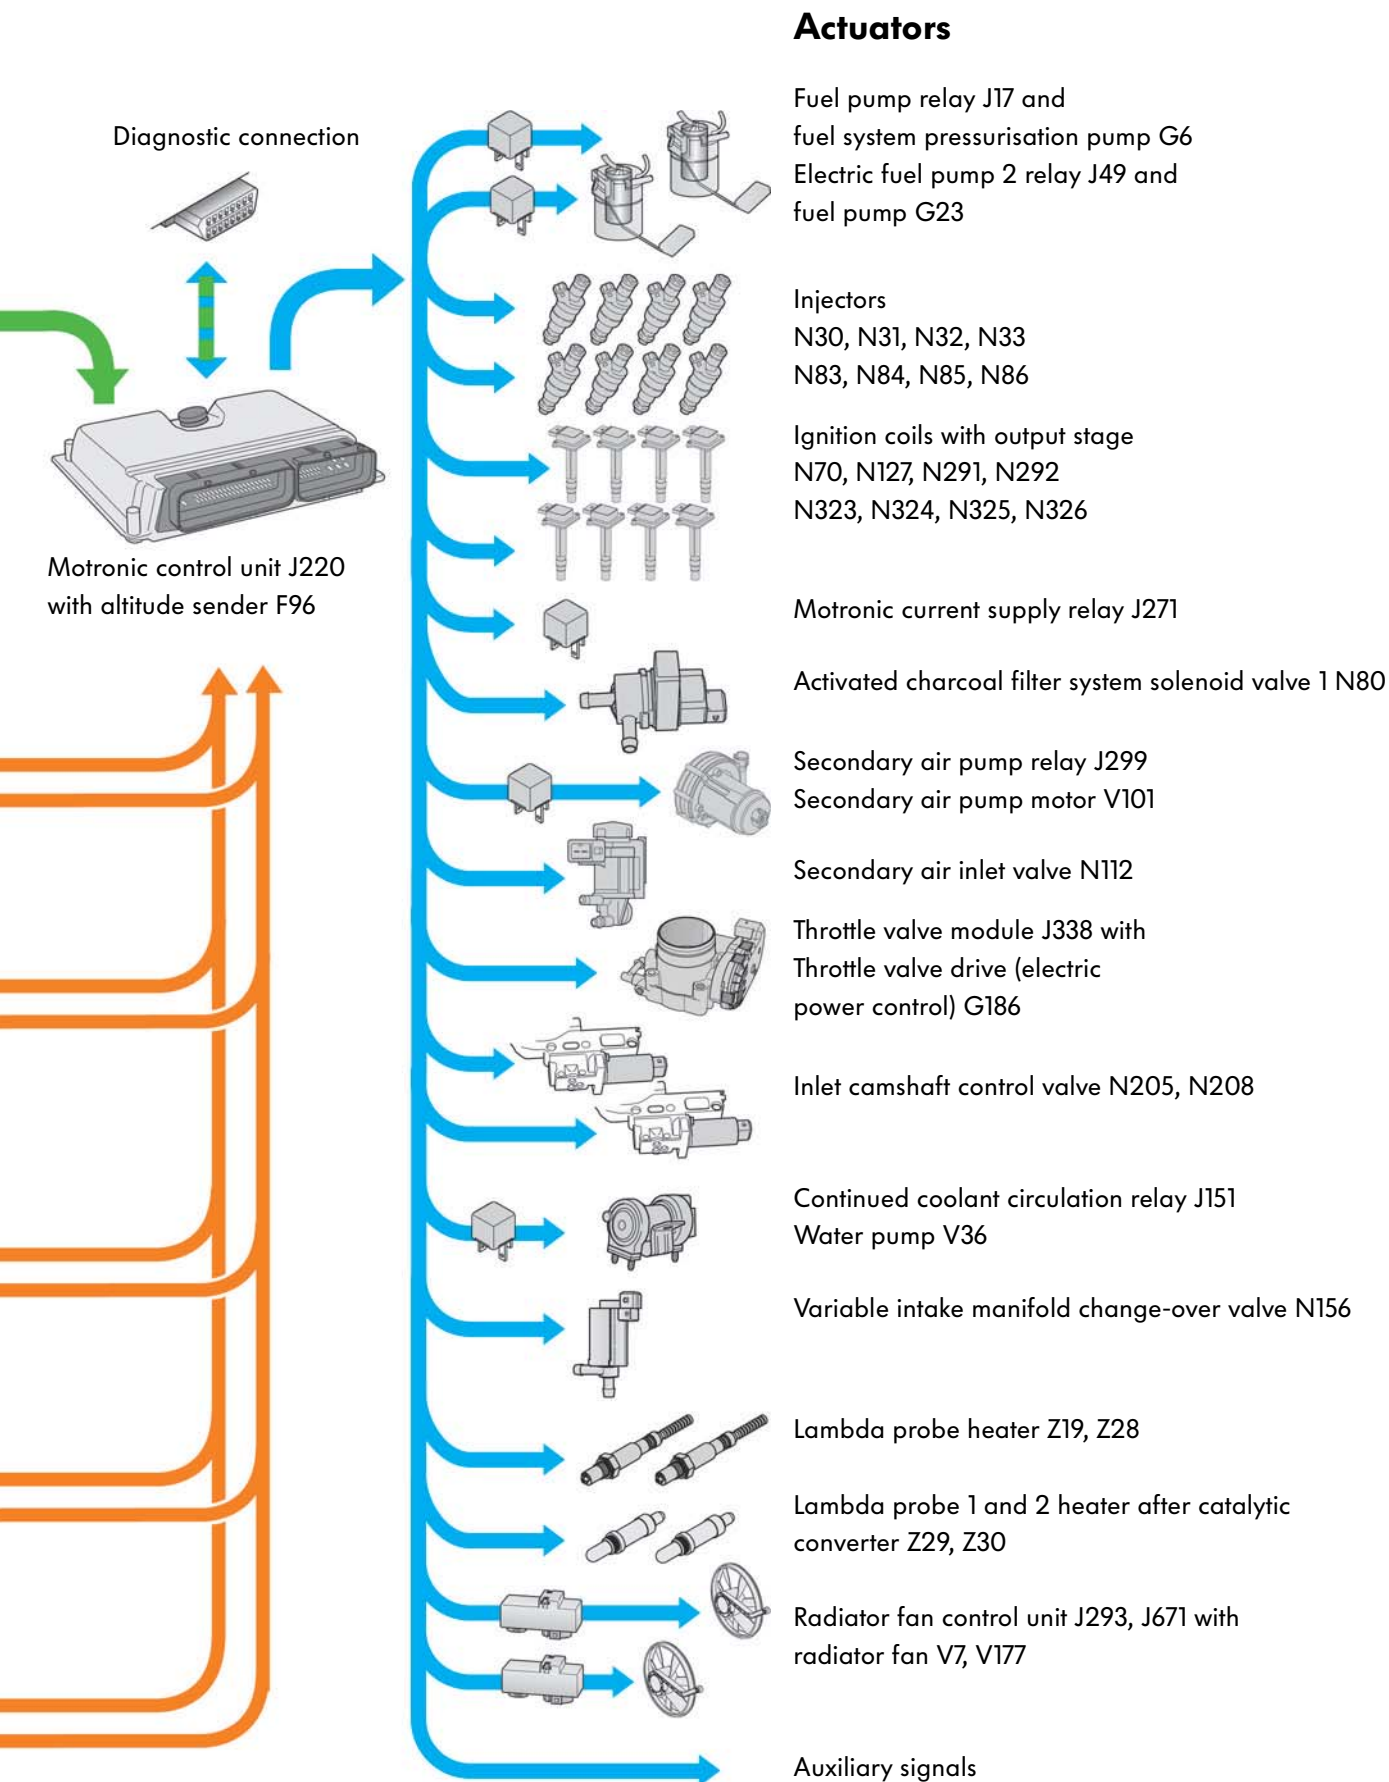 Actuators
Diagnostic connection
Fuel pump relay J17 and
fuel system pressurisation pump G6
Electric fuel pump 2 relay J49 and
fuel pump G23
Injectors
N30, N31, N32, N33
N83, N84, N85, N86
Ignition coils with output stage
N70, N127, N291, N292
N323, N324, N325, N326
Motronic control unit J220
with altitude sender F96
Motronic current supply relay J271
Activated charcoal filter system solenoid valve 1 N80
Secondary air pump relay J299
Secondary air pump motor V101
Secondary air inlet valve N112
Throttle valve module J338 with
Throttle valve drive (electric
power control) G186
Inlet camshaft control valve N205, N208
Continued coolant circulation relay J151
Water pump V36
Variable intake manifold change-over valve N156
Lambda probe heater Z19, Z28
Lambda probe 1 and 2 heater after catalytic
converter Z29, Z30
Radiator fan control unit J293, J671 with
radiator fan V7, V177
Auxiliary signals